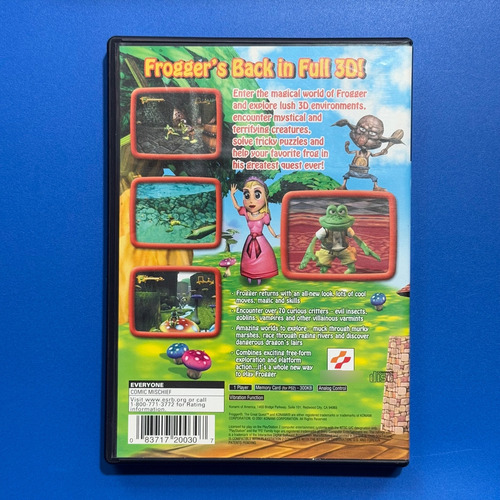 Frogger's Back in Full 3D!
Enter the magical world of Frogger
and explore lush 3D environments,
encounter mystical and
terrifying creatures,
solve tricky puzzles and
help your favorite frog in
his greatest quest ever!
Frogger returns with an all-new look, lots of cool
moves, magic and skills
Encounter over 70 curious critters - evil insects,
goblins, vampires and other villainous varmints
Amazing worlds to explore - muck through murky
marshes, race through raging rivers and discover
dangerous dragon's lairs
Combines exciting free-form
exploration and platform
action...it's a whole new way
to play Frogger
EVERYONE
COMIC MISCHIEF
Visit www.esrb.org or call
1-800-771-3772 for Rating
Information.
1 Player
Memory Card (for PS2) - 300KB
Analog Control
Vibration Function
0 83717 20030 7